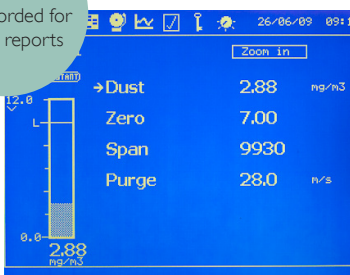 orded for
reports
26/06/09 09:1
Zoom in
12.0
→Dust 2.88 mg/m3
L
Zero 7.00
Span 9930
Purge 28.0 m/s
0.0
2.88
mg/m3